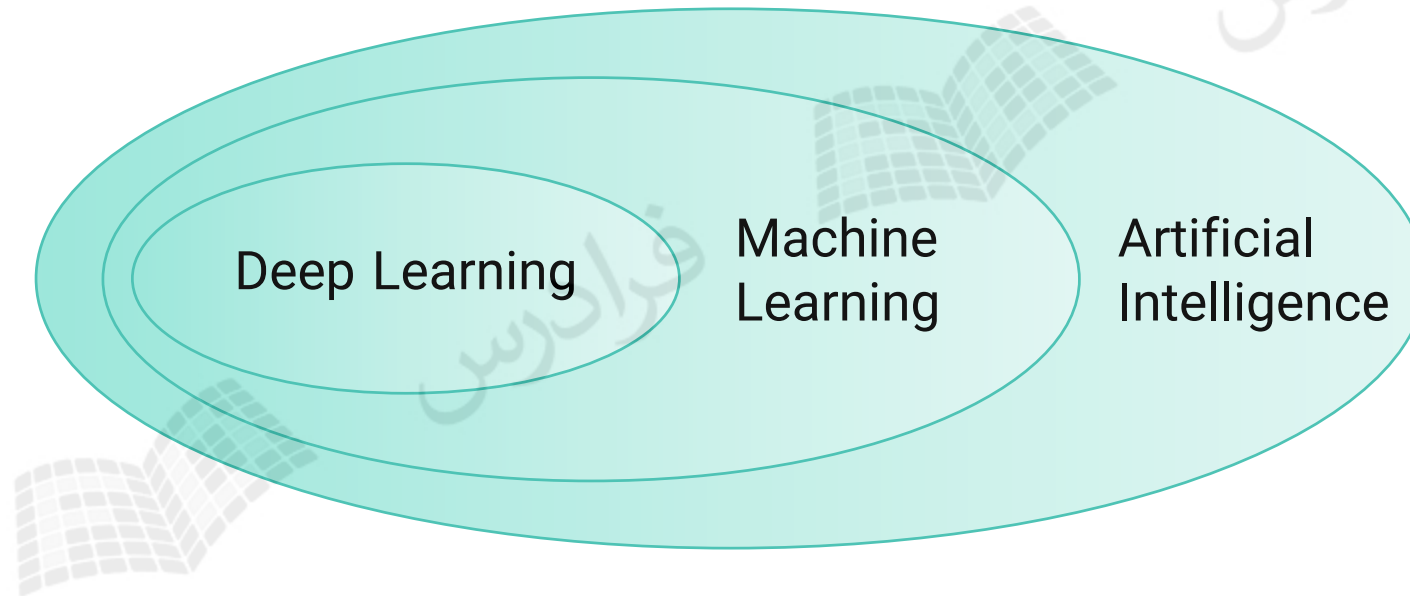 Deep Learning
Machine
Learning
Artificial
Intelligence
فرادرس